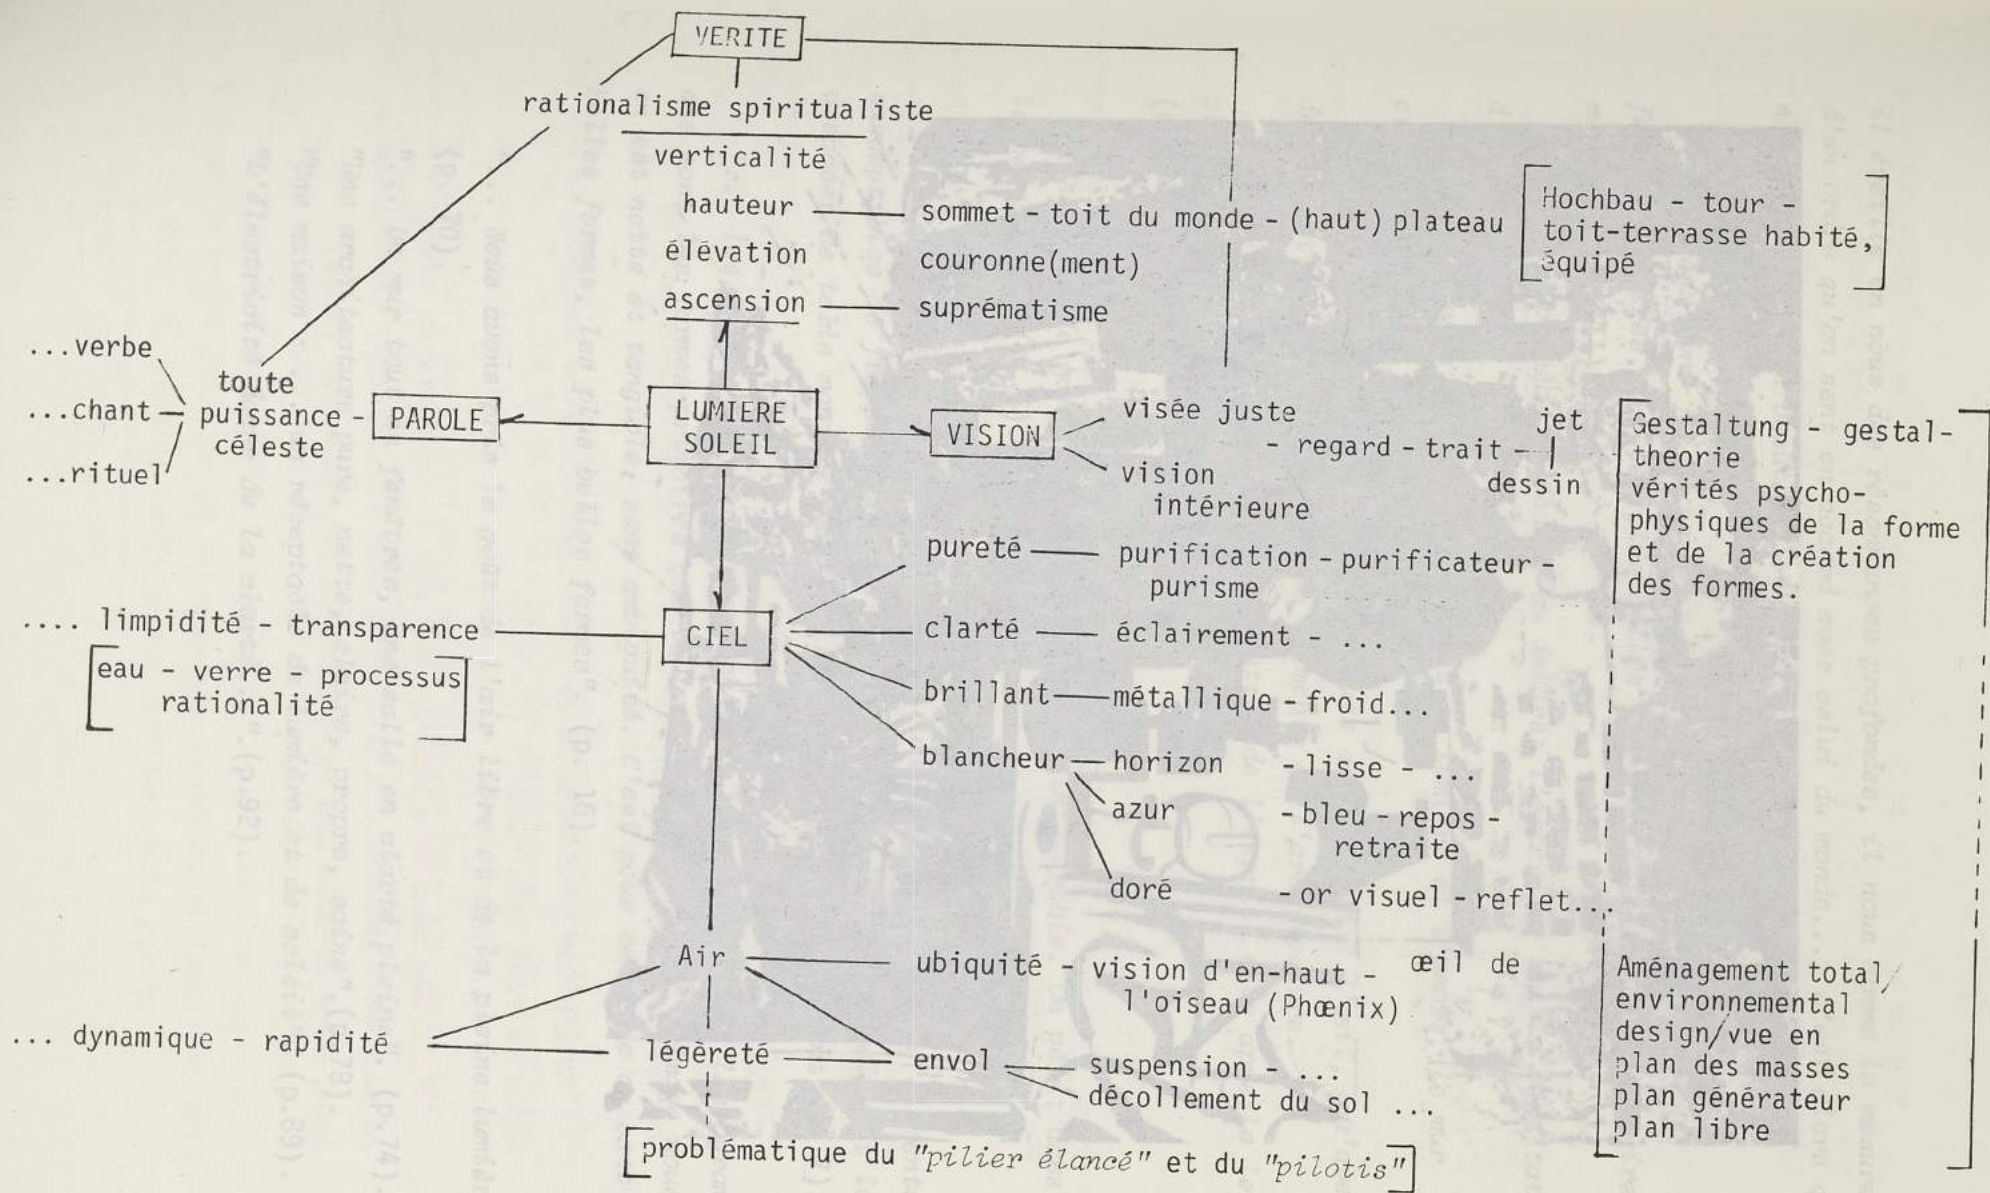 VERITE
rationalisme spiritualiste
verticalité
hauteur sommet - toit du monde - (haut) plateau
élévation couronne(ment)
ascension suprématisme
Hochbau - tour -
toit-terrasse habité,
équipé
...verbe
...chant
...rituel
toute
puissance -
céleste
PAROLE
LUMIERE
SOLEIL
VISION
visée juste
- regard - trait -
vision
intérieure
jet
dessin
Gestaltung - gestal-
theorie
vérités psycho-
physiques de la forme
et de la création
des formes.
pureté purification - purificateur -
purisme
.... limpidité - transparence
eau - verre - processus
rationalité
CIEL
clarté éclairement - ...
brillant métallique - froid...
blancheur horizon - lisse - ...
azur - bleu - repos -
retraite
doré - or visuel - reflet...
Air
ubiquité - vision d'en-haut - œil de
l'oiseau (Phœnix)
... dynamique - rapidité
légèreté
envol suspension - ...
décollement du sol ...
Aménagement total/
environnemental
design/vue en
plan des masses
plan générateur
plan libre
problématique du "pilier élancé" et du "pilotis"